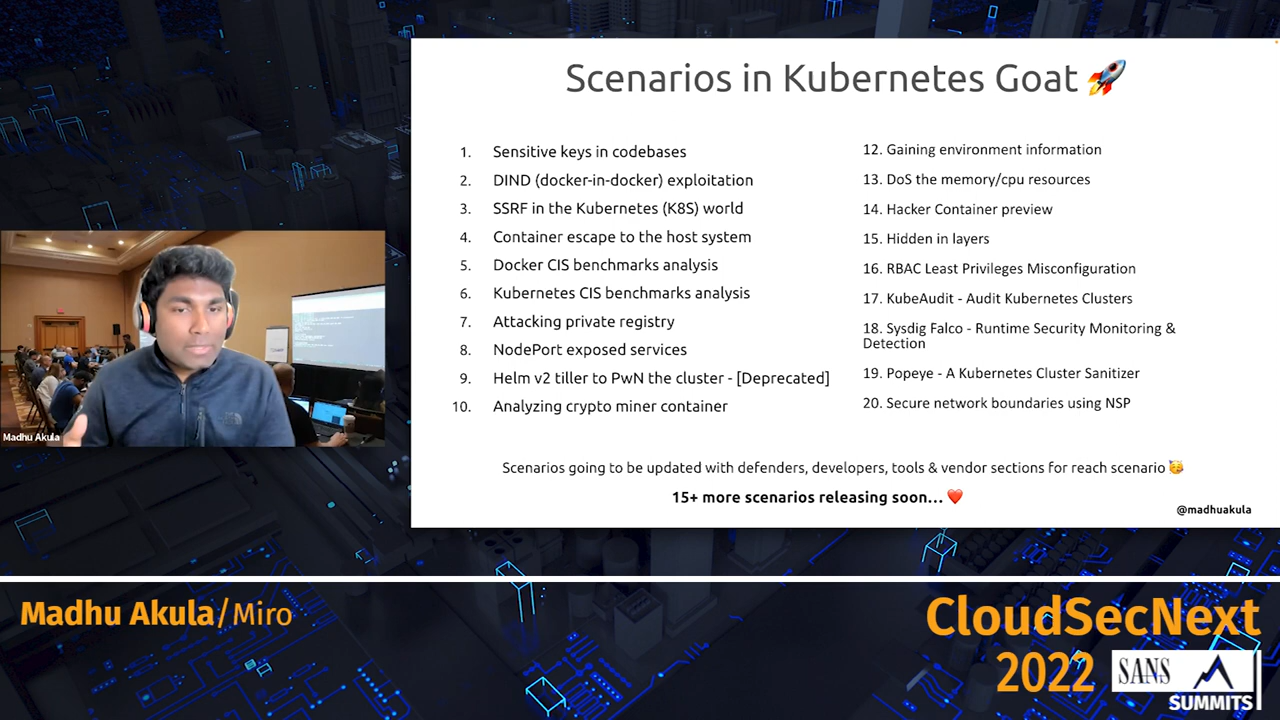 Scenarios in Kubernetes Goat 🚀
1. Sensitive keys in codebases
2. DIND (docker-in-docker) exploitation
3. SSRF in the Kubernetes (K8S) world
4. Container escape to the host system
5. Docker CIS benchmarks analysis
6. Kubernetes CIS benchmarks analysis
7. Attacking private registry
8. NodePort exposed services
9. Helm v2 tiller to PwN the cluster - [Deprecated]
10. Analyzing crypto miner container
12. Gaining environment information
13. DoS the memory/cpu resources
14. Hacker Container preview
15. Hidden in layers
16. RBAC Least Privileges Misconfiguration
17. KubeAudit - Audit Kubernetes Clusters
18. Sysdig Falco - Runtime Security Monitoring &
Detection
19. Popeye - A Kubernetes Cluster Sanitizer
20. Secure network boundaries using NSP
Scenarios going to be updated with defenders, developers, tools & vendor sections for reach scenario 🥳
15+ more scenarios releasing soon... ❤️
@madhuakula
Madhu Akula
Madhu Akula/Miro
CloudSecNext
2022
SANS
SUMMITS